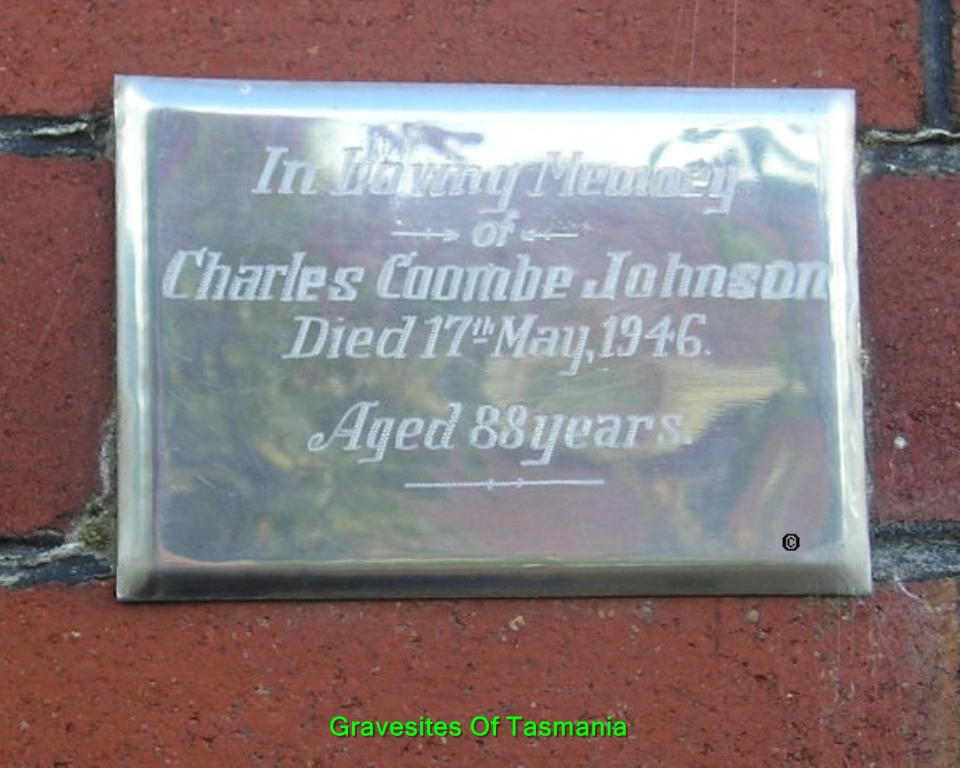 In Loving Memory
of
Charles Coombe Johnson
Died 17th May, 1946.
Aged 88 years.
©
Gravesites Of Tasmania